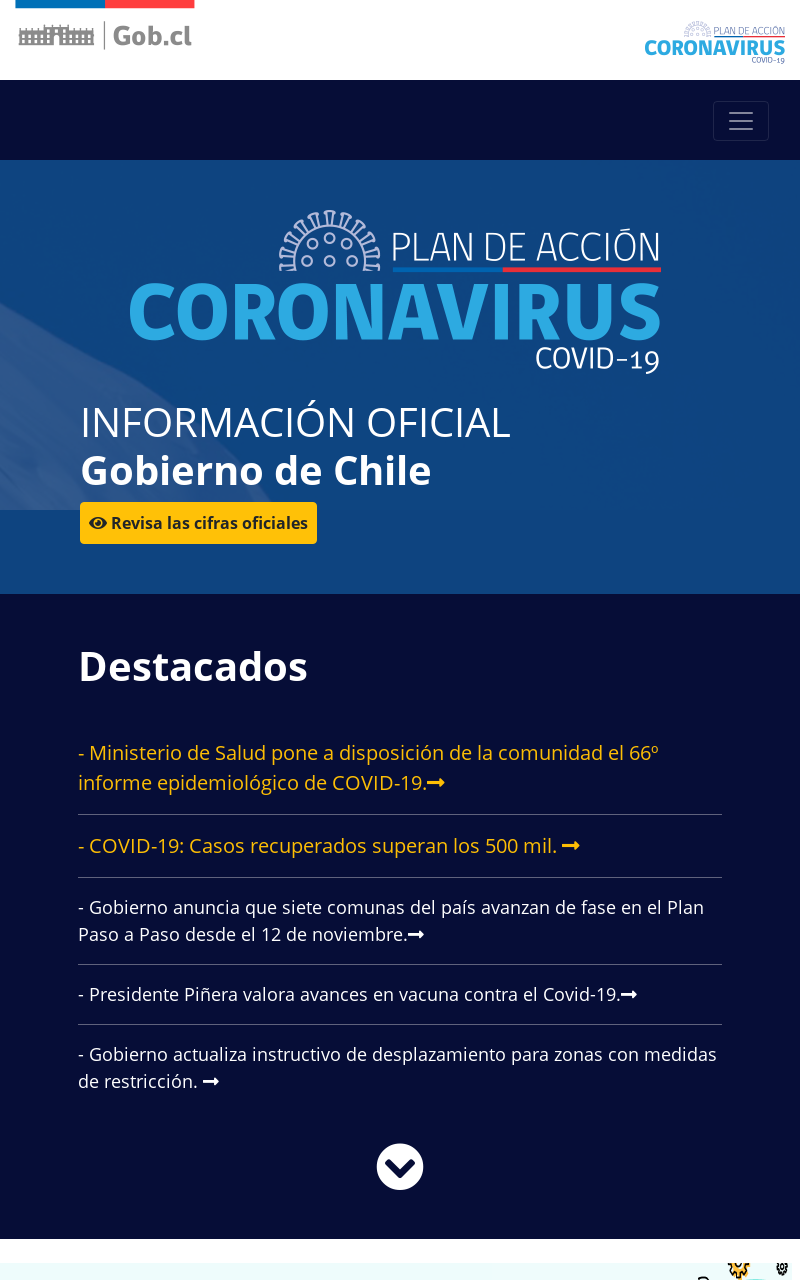 Gob.cl
PLAN DE ACCIÓN
CORONAVIRUS
COVID-19
PLAN DE ACCIÓN
CORONAVIRUS
COVID-19
INFORMACIÓN OFICIAL
Gobierno de Chile
Revisa las cifras oficiales
Destacados
- Ministerio de Salud pone a disposición de la comunidad el 66º
informe epidemiológico de COVID-19.
- COVID-19: Casos recuperados superan los 500 mil.
- Gobierno anuncia que siete comunas del país avanzan de fase en el Plan
Paso a Paso desde el 12 de noviembre.
- Presidente Piñera valora avances en vacuna contra el Covid-19.
- Gobierno actualiza instructivo de desplazamiento para zonas con medidas
de restricción.